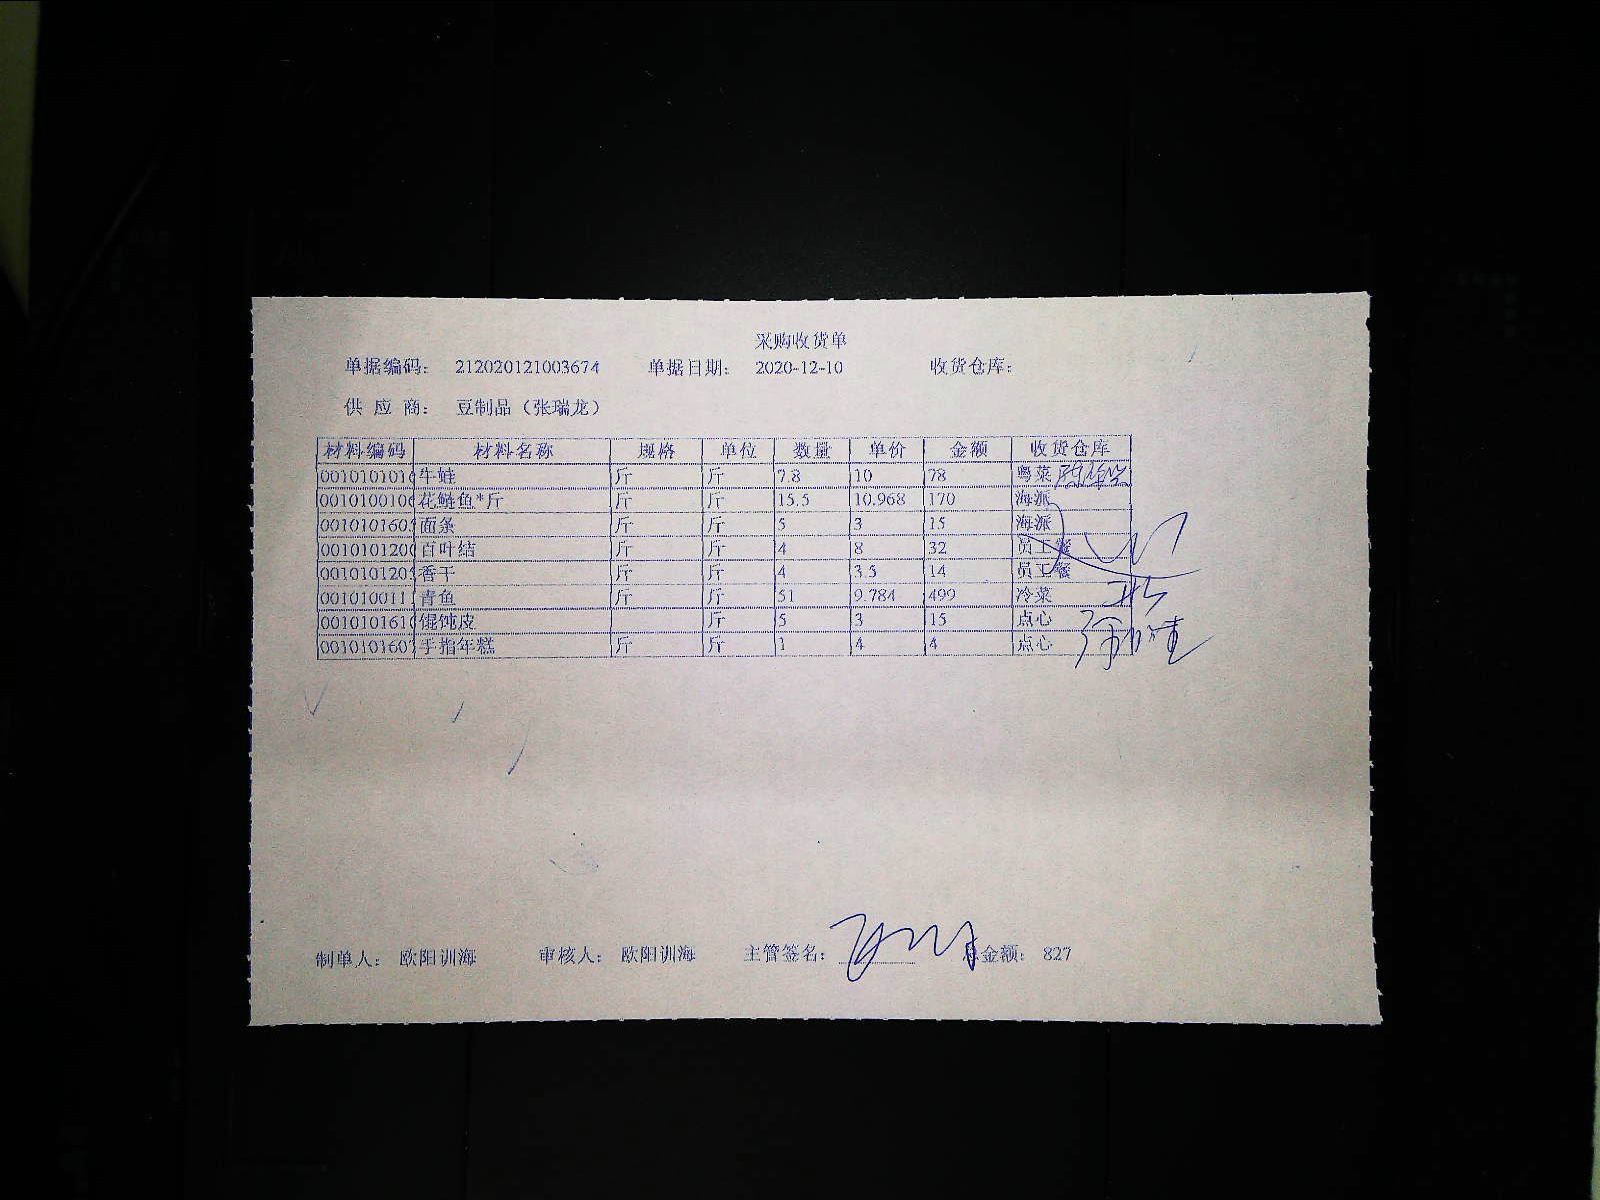 采购收货单
单据编码： 212020121003674 单据日期： 2020-12-10 收货仓库：
供 应 商： 豆制品（张瑞龙）
材料编码 材料名称 规格 单位 数量 单价 金额 收货仓库
001010101 牛蛙 斤 斤 7.8 10 78 粤菜
001010010 花鲢鱼*斤 斤 斤 15.5 10.968 170 海派
001010160 面条 斤 斤 5 3 15 海派
001010120 百叶结 斤 斤 4 8 32 员工餐
001010120 香干 斤 斤 4 3.5 14 员工餐
001010011 青鱼 斤 斤 51 9.784 499 冷菜
001010161 馄饨皮 斤 5 3 15 点心
001010160 手指年糕 斤 斤 1 4 4 点心
制单人： 欧阳训海 审核人： 欧阳训海 主管签名： 总金额： 827